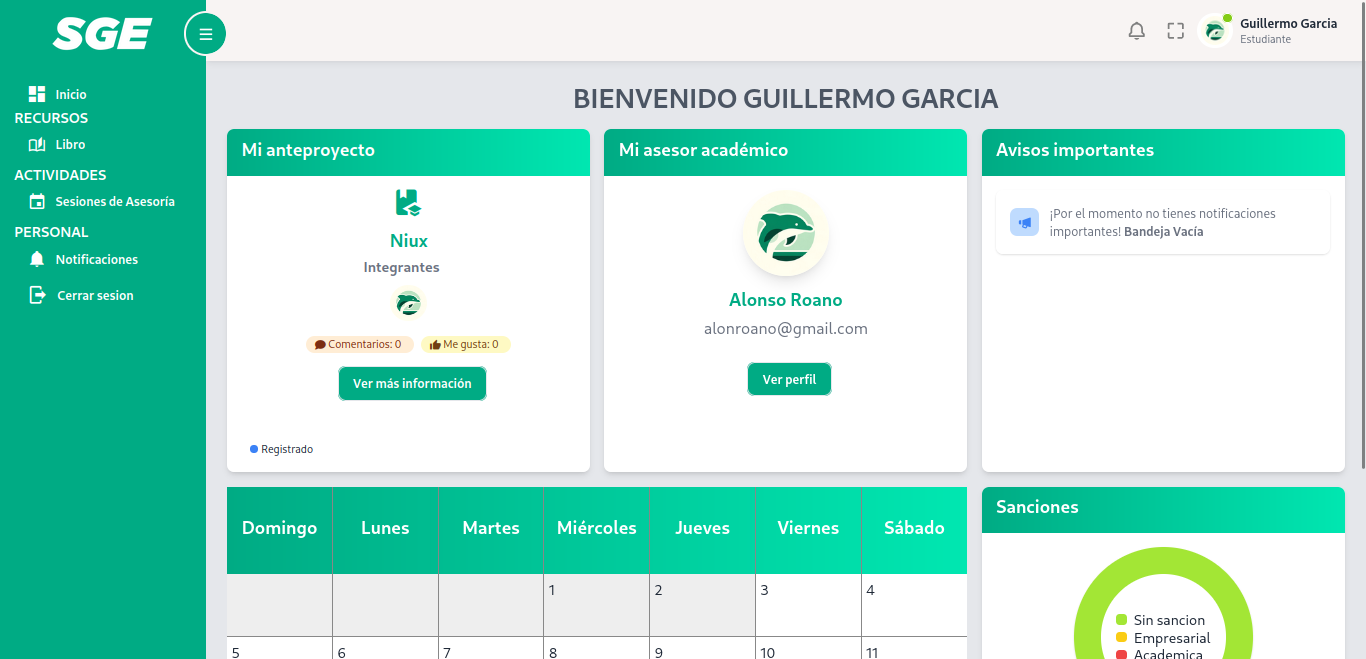 SGE
Inicio
RECURSOS
Libro
ACTIVIDADES
Sesiones de Asesoría
PERSONAL
Notificaciones
Cerrar sesion
Guillermo Garcia
Estudiante
BIENVENIDO GUILLERMO GARCIA
Mi anteproyecto
Niux
Integrantes
Comentarios: 0 Me gusta: 0
Ver más información
Registrado
Mi asesor académico
Alonso Roano
alonroano@gmail.com
Ver perfil
Avisos importantes
¡Por el momento no tienes notificaciones
importantes! Bandeja Vacía
Domingo Lunes Martes Miércoles Jueves Viernes Sábado
1 2 3 4
5 6 7 8 9 10 11
Sanciones
Sin sancion
Empresarial
Academica